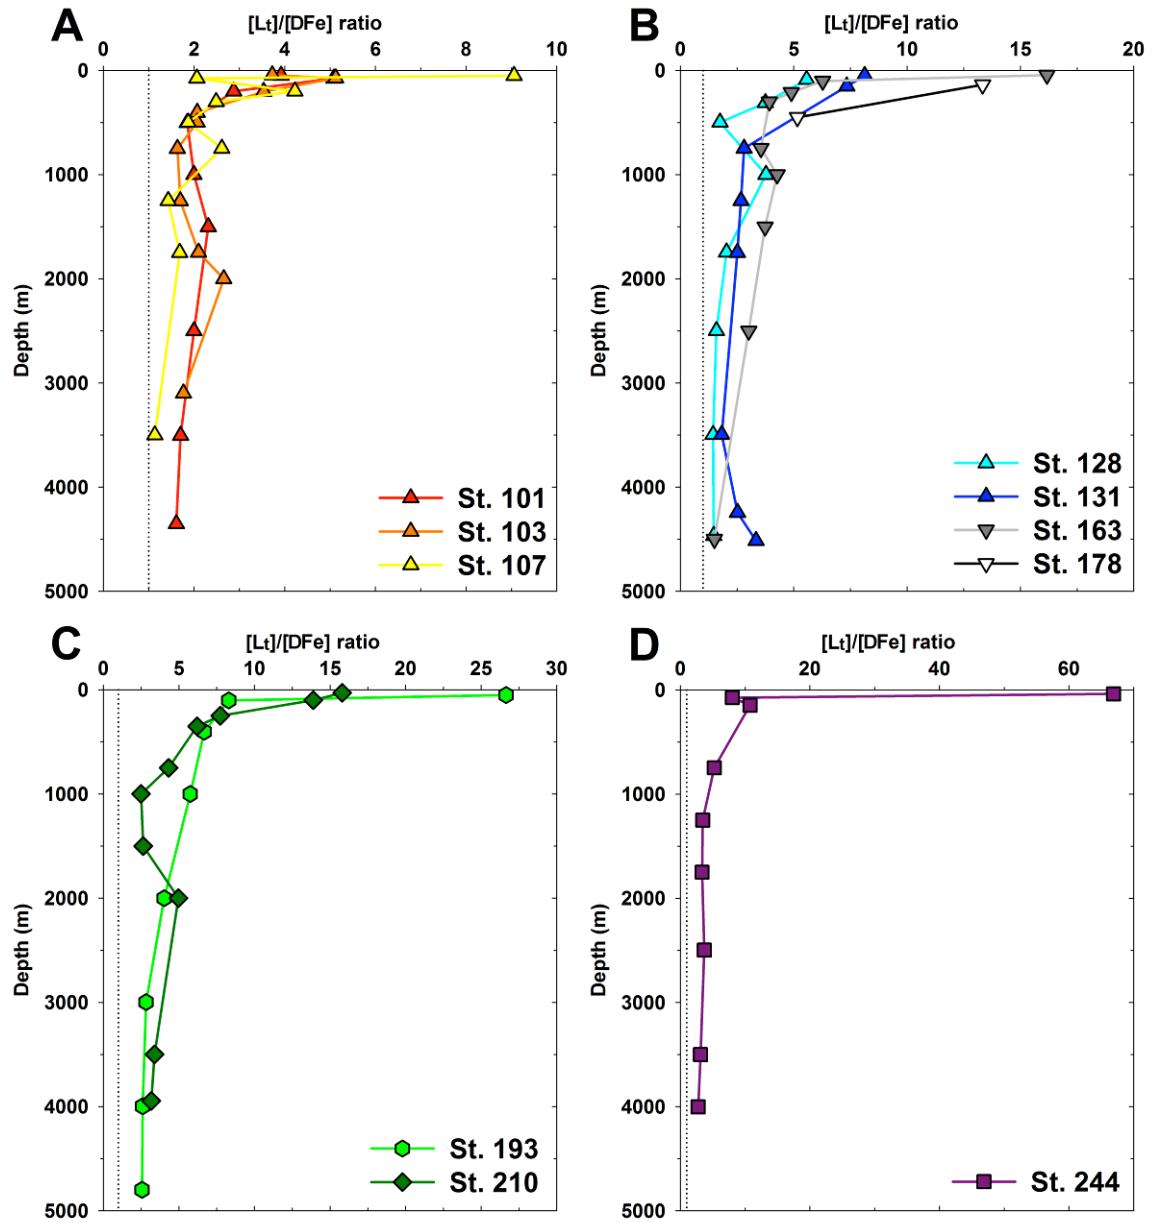 A
[Lt]/[DFe] ratio
0 2 4 6 8 10
0
1000
2000
3000
4000
5000
Depth (m)
St. 101
St. 103
St. 107
B
[Lt]/[DFe] ratio
0 5 10 15 20
0
1000
2000
3000
4000
5000
Depth (m)
St. 128
St. 131
St. 163
St. 178
C
[Lt]/[DFe] ratio
0 5 10 15 20 25 30
0
1000
2000
3000
4000
5000
Depth (m)
St. 193
St. 210
D
[Lt]/[DFe] ratio
0 20 40 60
0
1000
2000
3000
4000
5000
Depth (m)
St. 244